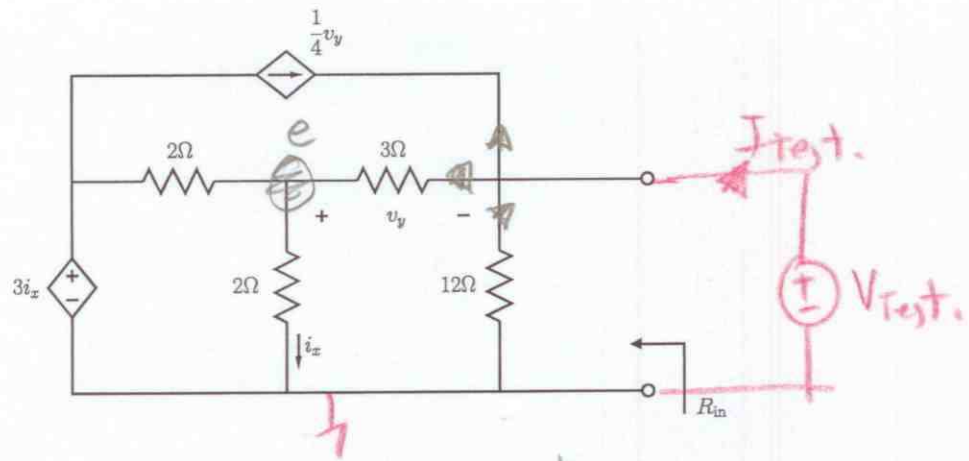 1/4 v_y
e
I_Test.
2Ω
3Ω
+ v_y −
3i_x
+
−
2Ω
12Ω
+
−
V_Test.
i_x
R_in